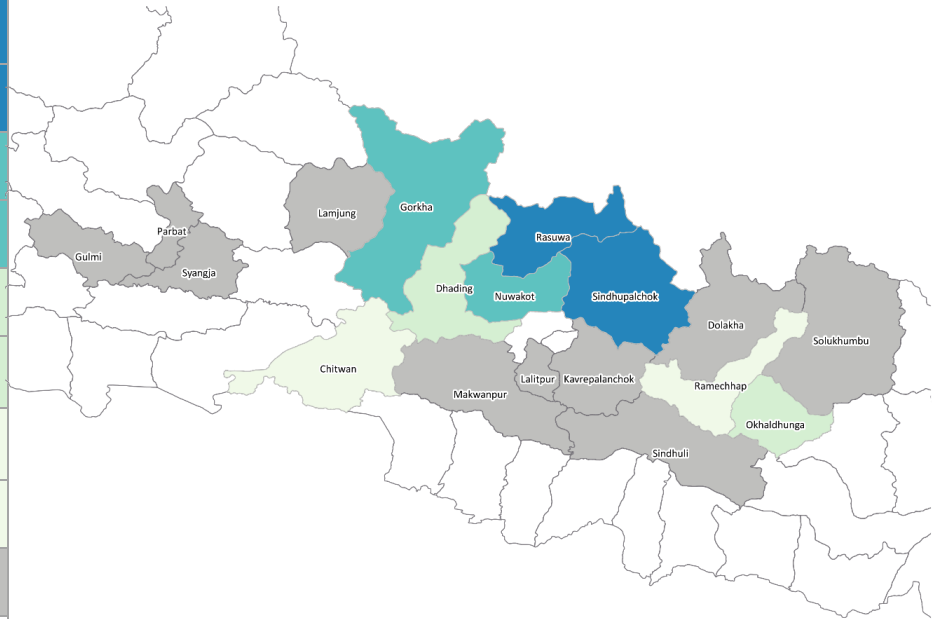 Lamjung
Gorkha
Parbat
Rasuwa
Gulmi
Syangja
Dhading
Nuwakot
Sindhupalchok
Dolakha
Solukhumbu
Chitwan
Lalitpur
Kavrepalanchok
Ramechhap
Makwanpur
Okhaldhunga
Sindhuli